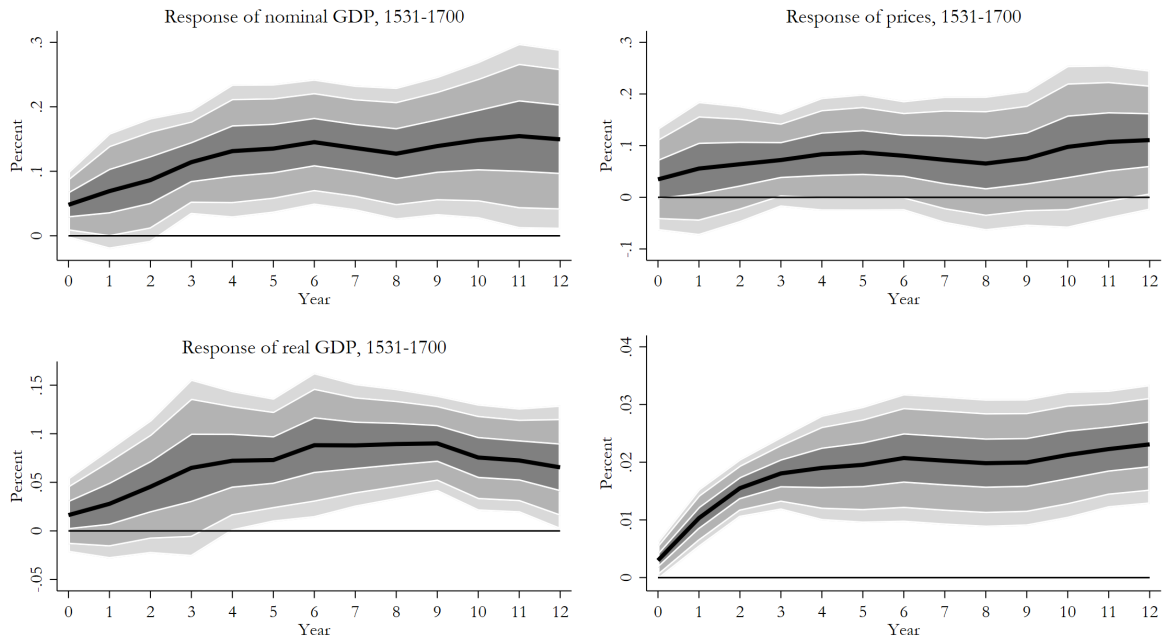 Response of nominal GDP, 1531-1700
Percent
.3
.2
.1
0
0 1 2 3 4 5 6 7 8 9 10 11 12
Year
Response of prices, 1531-1700
Percent
.3
.2
.1
0
-.1
0 1 2 3 4 5 6 7 8 9 10 11 12
Year
Response of real GDP, 1531-1700
Percent
.15
.1
.05
0
-.05
0 1 2 3 4 5 6 7 8 9 10 11 12
Year
Percent
.04
.03
.02
.01
0
0 1 2 3 4 5 6 7 8 9 10 11 12
Year